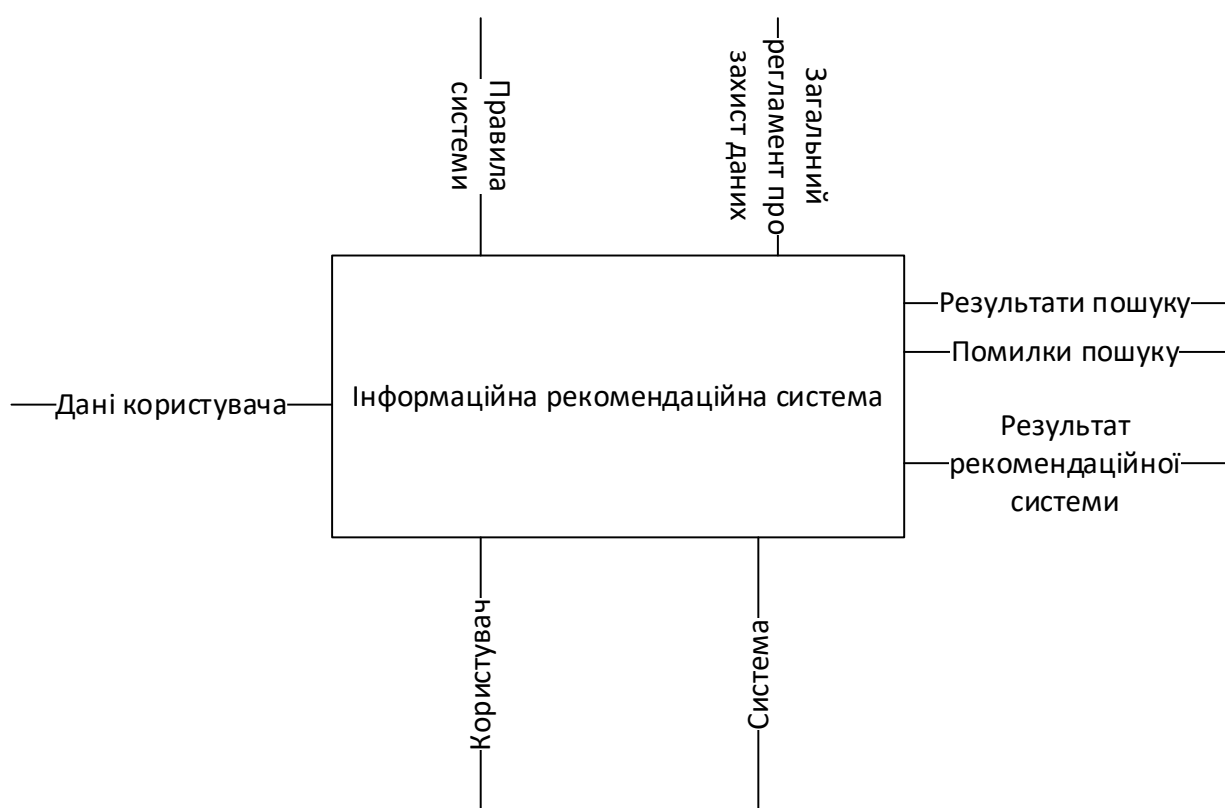 Правила
системи
Загальний
регламент про
захист даних
Результати пошуку
Помилки пошуку
Дані користувача
Інформаційна рекомендаційна система
Результат
рекомендаційної
системи
Користувач
Система